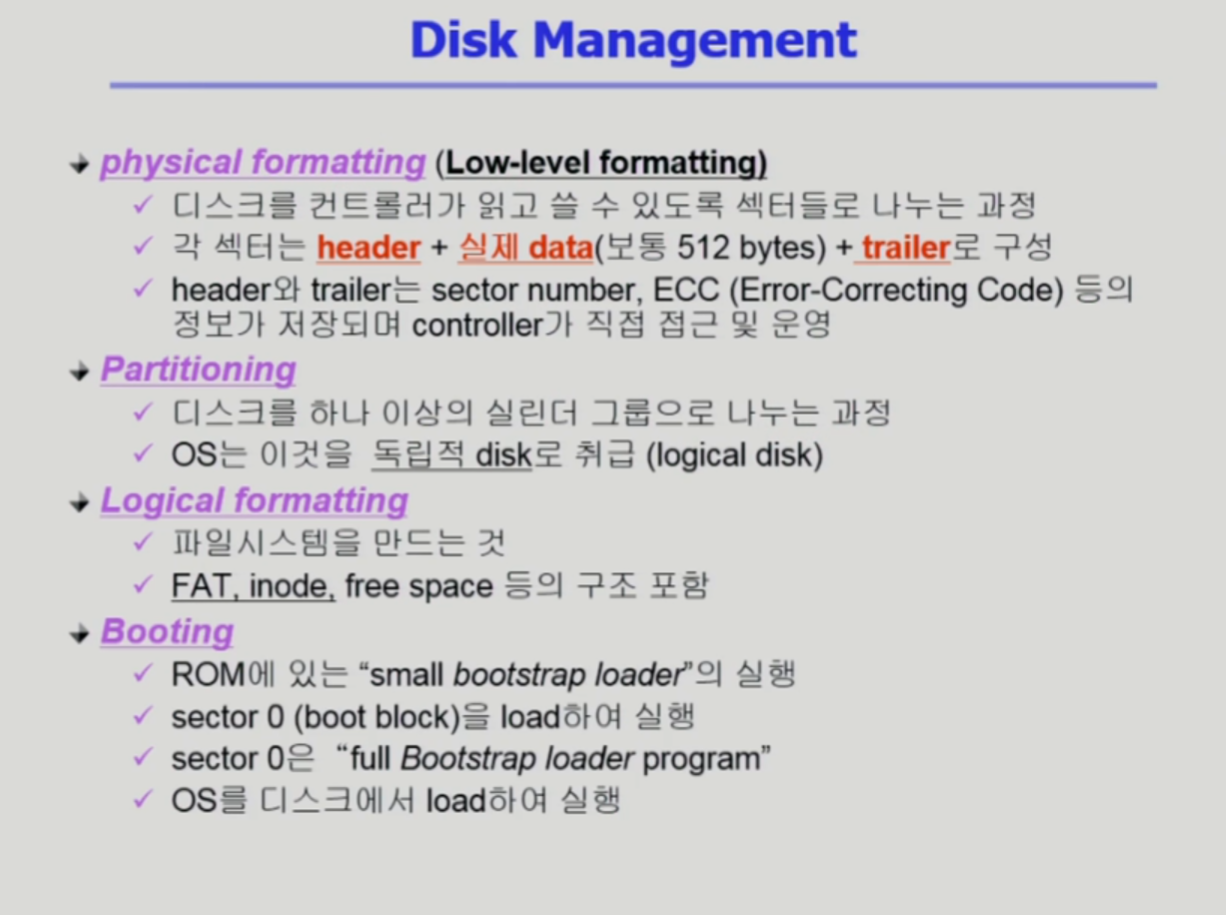 Disk Management
physical formatting (Low-level formatting)
디스크를 컨트롤러가 읽고 쓸 수 있도록 섹터들로 나누는 과정
각 섹터는 header + 실제 data(보통 512 bytes) + trailer로 구성
header와 trailer는 sector number, ECC (Error-Correcting Code) 등의
정보가 저장되며 controller가 직접 접근 및 운영
Partitioning
디스크를 하나 이상의 실린더 그룹으로 나누는 과정
OS는 이것을 독립적 disk로 취급 (logical disk)
Logical formatting
파일시스템을 만드는 것
FAT, inode, free space 등의 구조 포함
Booting
ROM에 있는 “small bootstrap loader”의 실행
sector 0 (boot block)을 load하여 실행
sector 0은 “full Bootstrap loader program”
OS를 디스크에서 load하여 실행